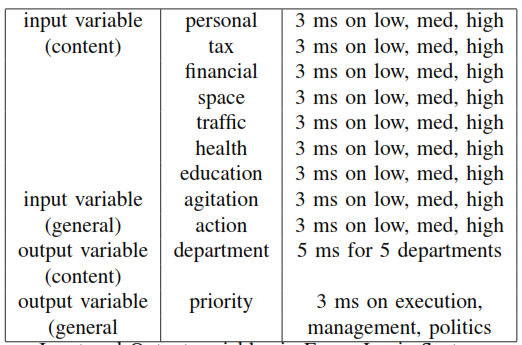 input variable personal 3 ms on low, med, high
(content) tax 3 ms on low, med, high
financial 3 ms on low, med, high
space 3 ms on low, med, high
traffic 3 ms on low, med, high
health 3 ms on low, med, high
education 3 ms on low, med, high
input variable agitation 3 ms on low, med, high
(general) action 3 ms on low, med, high
output variable department 5 ms for 5 departments
(content)
output variable priority 3 ms on execution,
(general management, politics